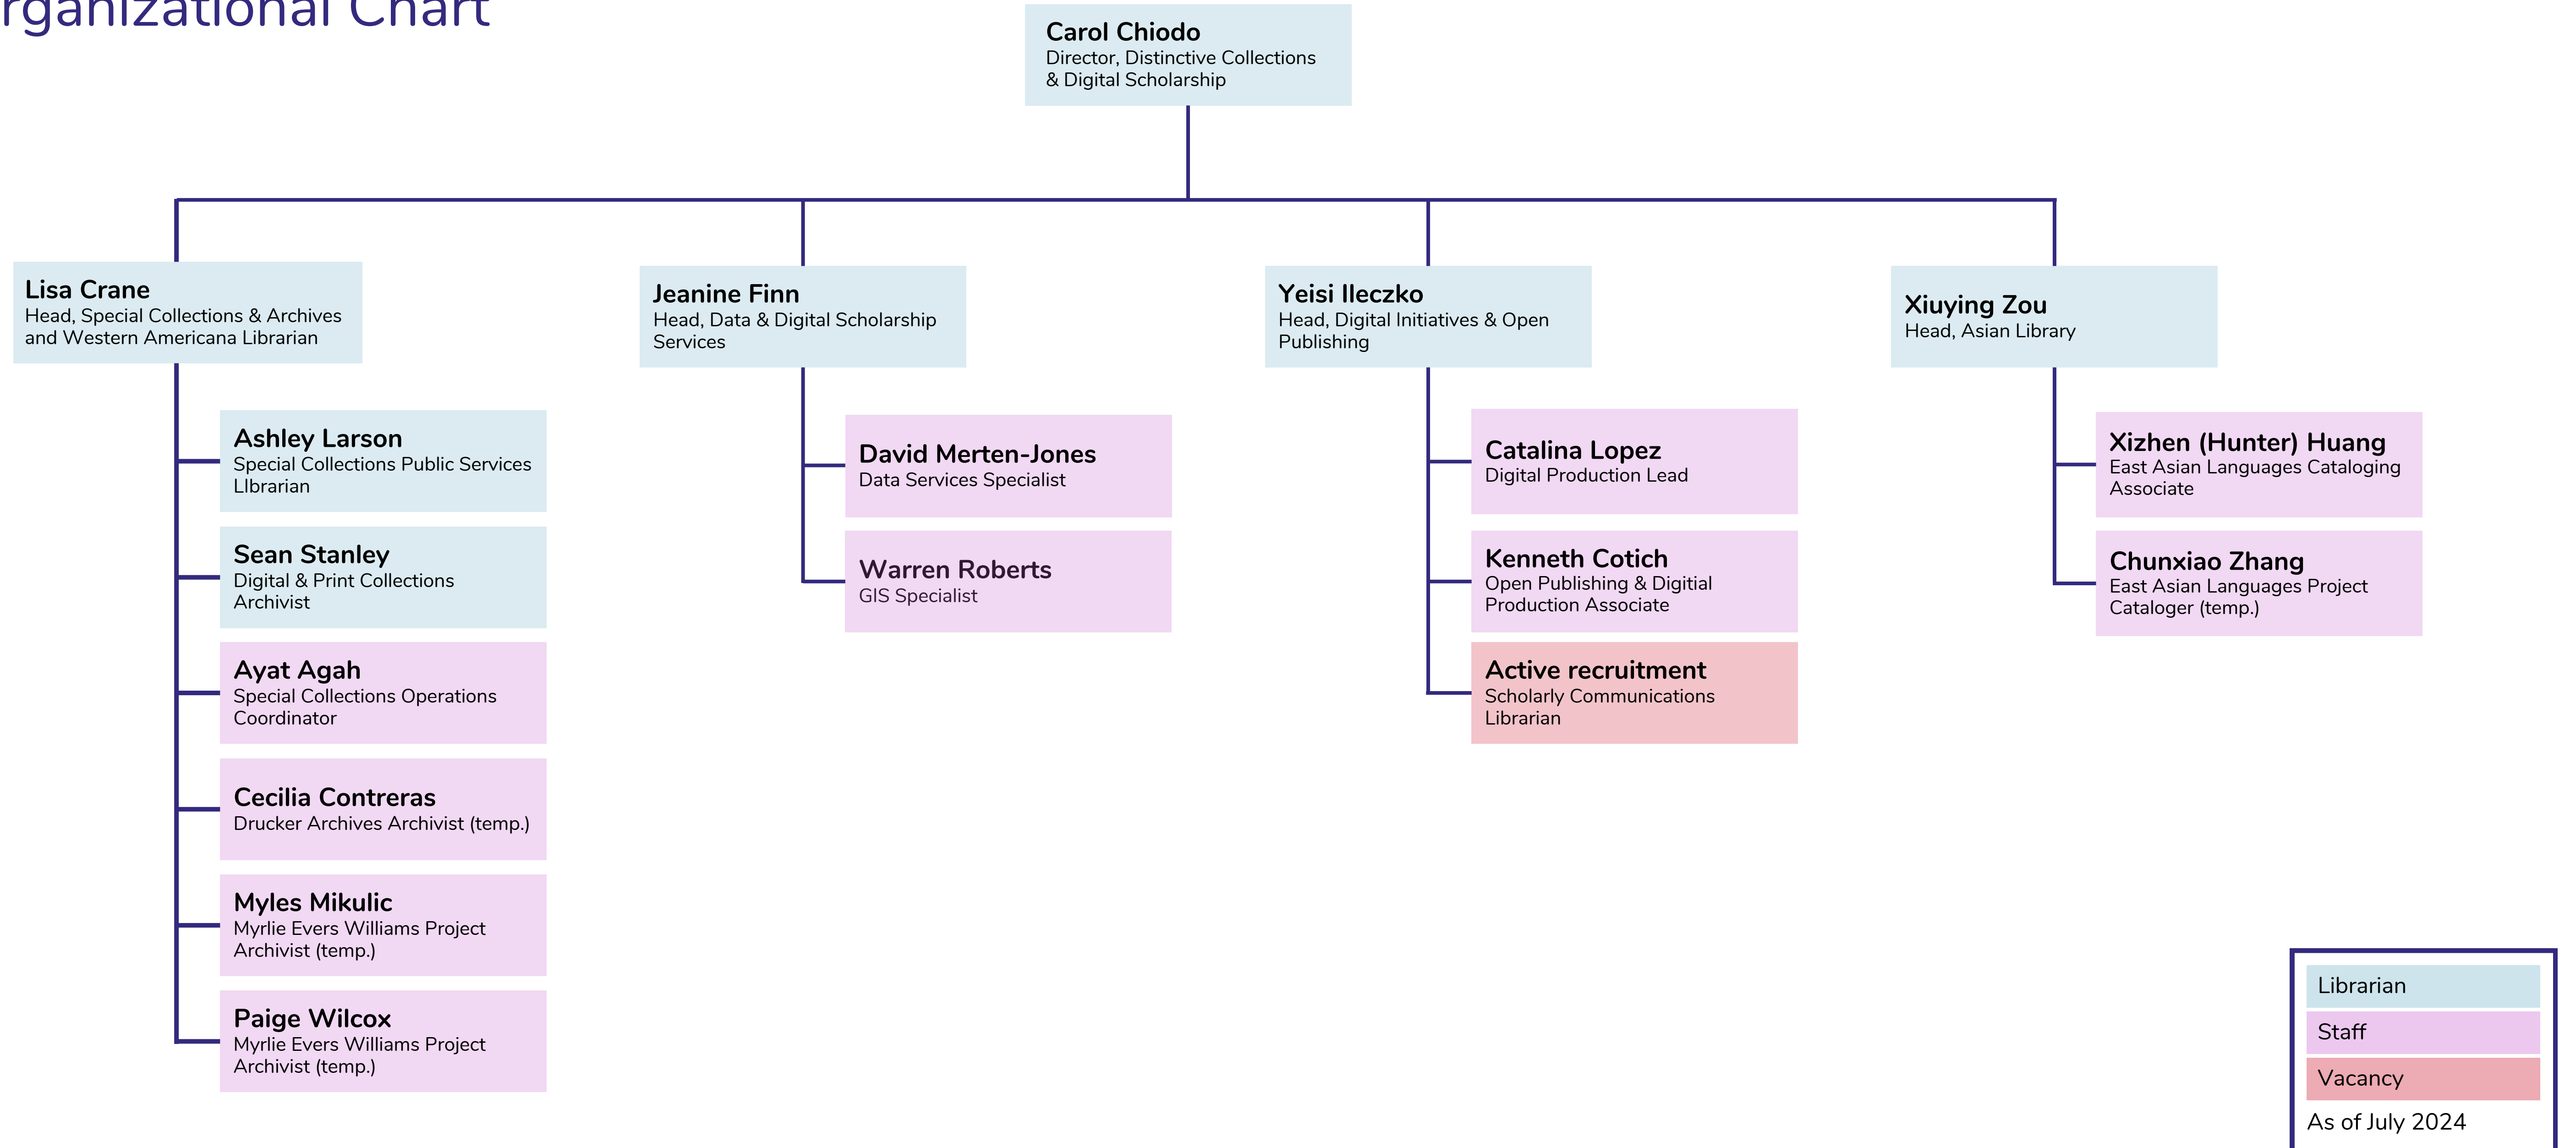 rganizational Chart
Carol Chiodo
Director, Distinctive Collections
& Digital Scholarship
Lisa Crane
Head, Special Collections & Archives
and Western Americana Librarian
Ashley Larson
Special Collections Public Services
LIbrarian
Sean Stanley
Digital & Print Collections
Archivist
Ayat Agah
Special Collections Operations
Coordinator
Cecilia Contreras
Drucker Archives Archivist (temp.)
Myles Mikulic
Myrlie Evers Williams Project
Archivist (temp.)
Paige Wilcox
Myrlie Evers Williams Project
Archivist (temp.)
Jeanine Finn
Head, Data & Digital Scholarship
Services
David Merten-Jones
Data Services Specialist
Warren Roberts
GIS Specialist
Yeisi Ileczko
Head, Digital Initiatives & Open
Publishing
Catalina Lopez
Digital Production Lead
Kenneth Cotich
Open Publishing & Digitial
Production Associate
Active recruitment
Scholarly Communications
Librarian
Xiuying Zou
Head, Asian Library
Xizhen (Hunter) Huang
East Asian Languages Cataloging
Associate
Chunxiao Zhang
East Asian Languages Project
Cataloger (temp.)
Librarian
Staff
Vacancy
As of July 2024